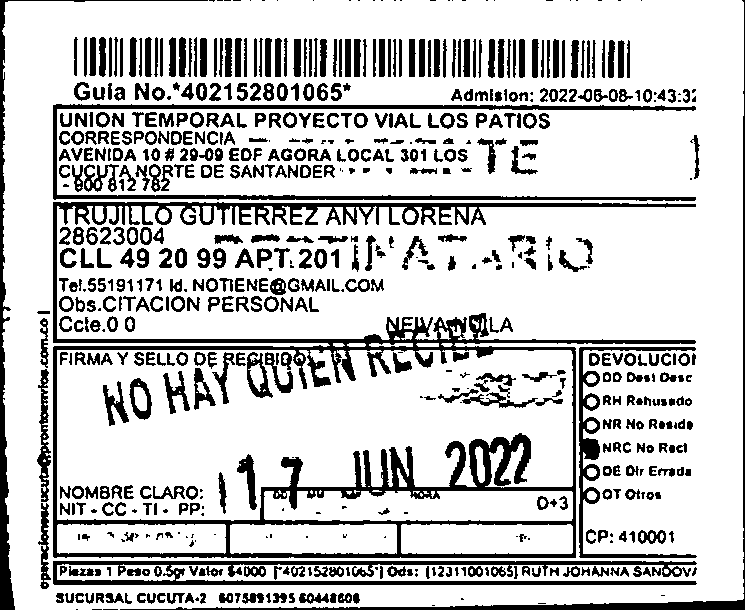 Guia No.*402152801065*
Admision: 2022-06-08-10:43:32
UNION TEMPORAL PROYECTO VIAL LOS PATIOS
CORRESPONDENCIA
AVENIDA 10 # 29-09 EDF AGORA LOCAL 301 LOS
CUCUTA NORTE DE SANTANDER
- 900 812 782
TRUJILLO GUTIERREZ ANYI LORENA
28623004
CLL 49 20 99 APT.201
Tel.55191171 Id. NOTIENE@GMAIL.COM
Obs.CITACION PERSONAL
Ccte.0 0
NEIVA-HUILA
FIRMA Y SELLO DE RECIBIDO
NO HAY QUIEN RECIBE
17 JUN 2022
NOMBRE CLARO:
NIT - CC - TI - PP:
HORA
D+3
DEVOLUCION
DD Dest Desc
RH Rehusado
NR No Reside
NRC No Recl
DE Dir Errada
OT Otros
CP: 410001
Piezas 1 Peso 0.5gr Valor $4000 [*402152801065*] Ods: [12311001065] RUTH JOHANNA SANDOVA
SUCURSAL CUCUTA-2 6075891395 60448606
operacionescucuta@prontoenvios.com.co |